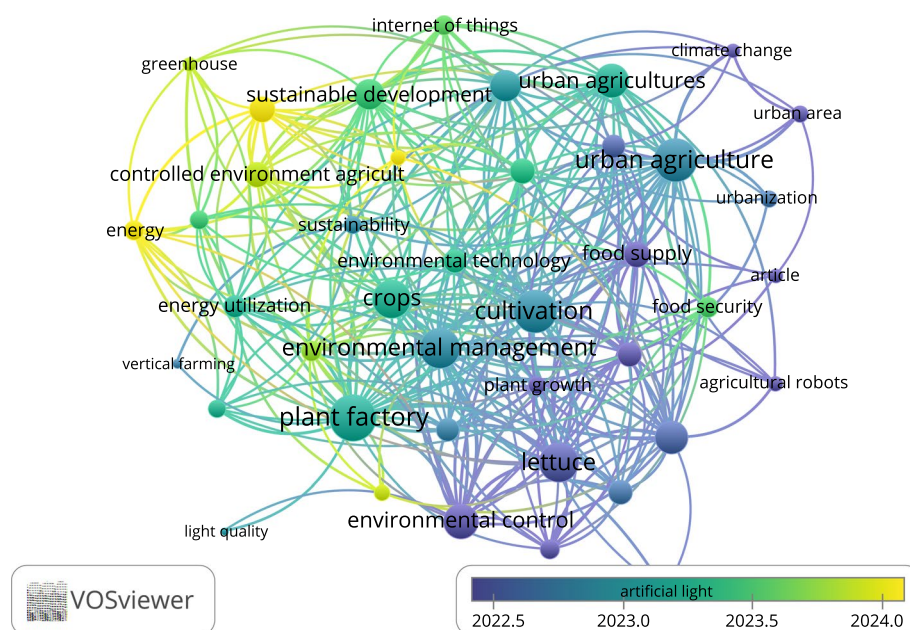 internet of things
climate change
greenhouse
urban agricultures
sustainable development
urban area
urban agriculture
controlled environment agricult
urbanization
sustainability
energy
food supply
environmental technology
article
crops
energy utilization
food security
cultivation
environmental management
vertical farming
plant growth
agricultural robots
plant factory
lettuce
environmental control
light quality
artificial light
VOSviewer
2022.5 2023.0 2023.5 2024.0